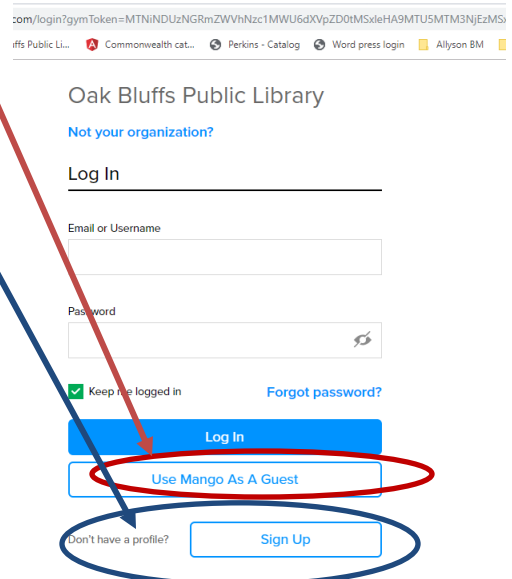 com/login?gymToken=MTNiNDUzNGRmZWVhNzc1MWU6dXVpZD0tMSxleHA9MTU5MTM3NjEzMSx
ffs Public Li... Commonwealth cat... Perkins - Catalog Word press login Allyson BM
Oak Bluffs Public Library
Not your organization?
Log In
Email or Username
Password
Keep me logged in Forgot password?
Log In
Use Mango As A Guest
Don't have a profile? Sign Up